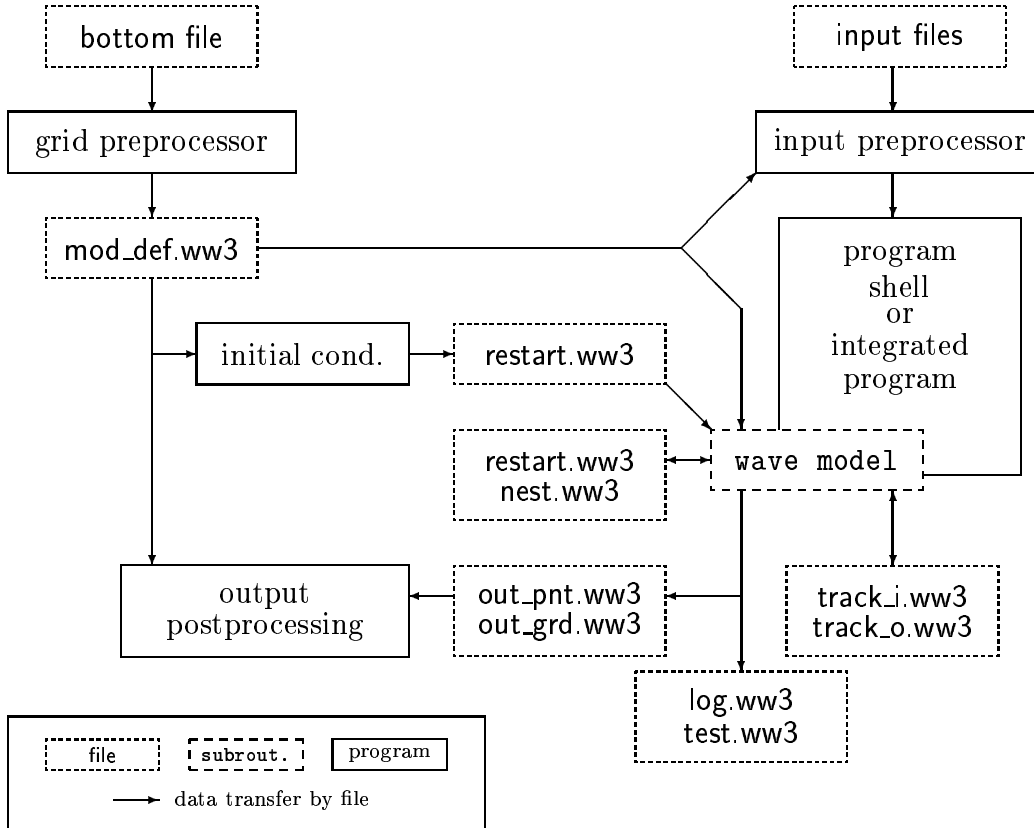 bottom file
input files
grid preprocessor
input preprocessor
mod_def.ww3
program
shell
or
integrated
program
initial cond.
restart.ww3
restart.ww3
nest.ww3
wave model
output
postprocessing
out_pnt.ww3
out_grd.ww3
track_i.ww3
track_o.ww3
log.ww3
test.ww3
file
subrout.
program
data transfer by file